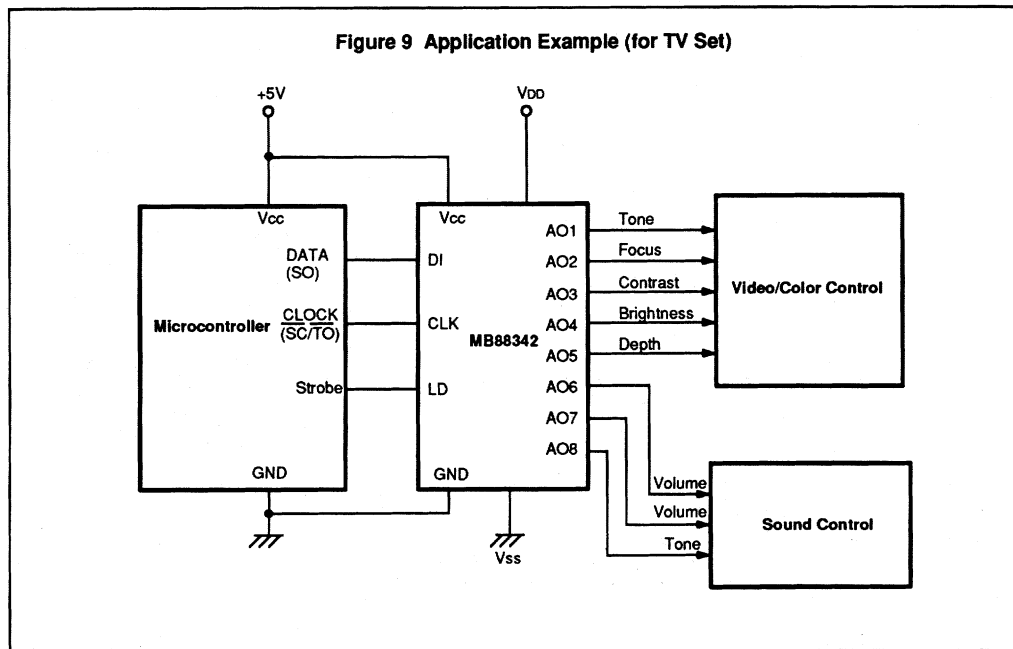 Figure 9 Application Example (for TV Set)
+5V
VDD
Vcc
DATA
(SO)
CLOCK
(SC/TO)
Microcontroller
Strobe
GND
Vcc
DI
CLK
LD
GND
MB88342
AO1
AO2
AO3
AO4
AO5
AO6
AO7
AO8
Vss
Tone
Focus
Contrast
Brightness
Depth
Video/Color Control
Volume
Volume
Tone
Sound Control